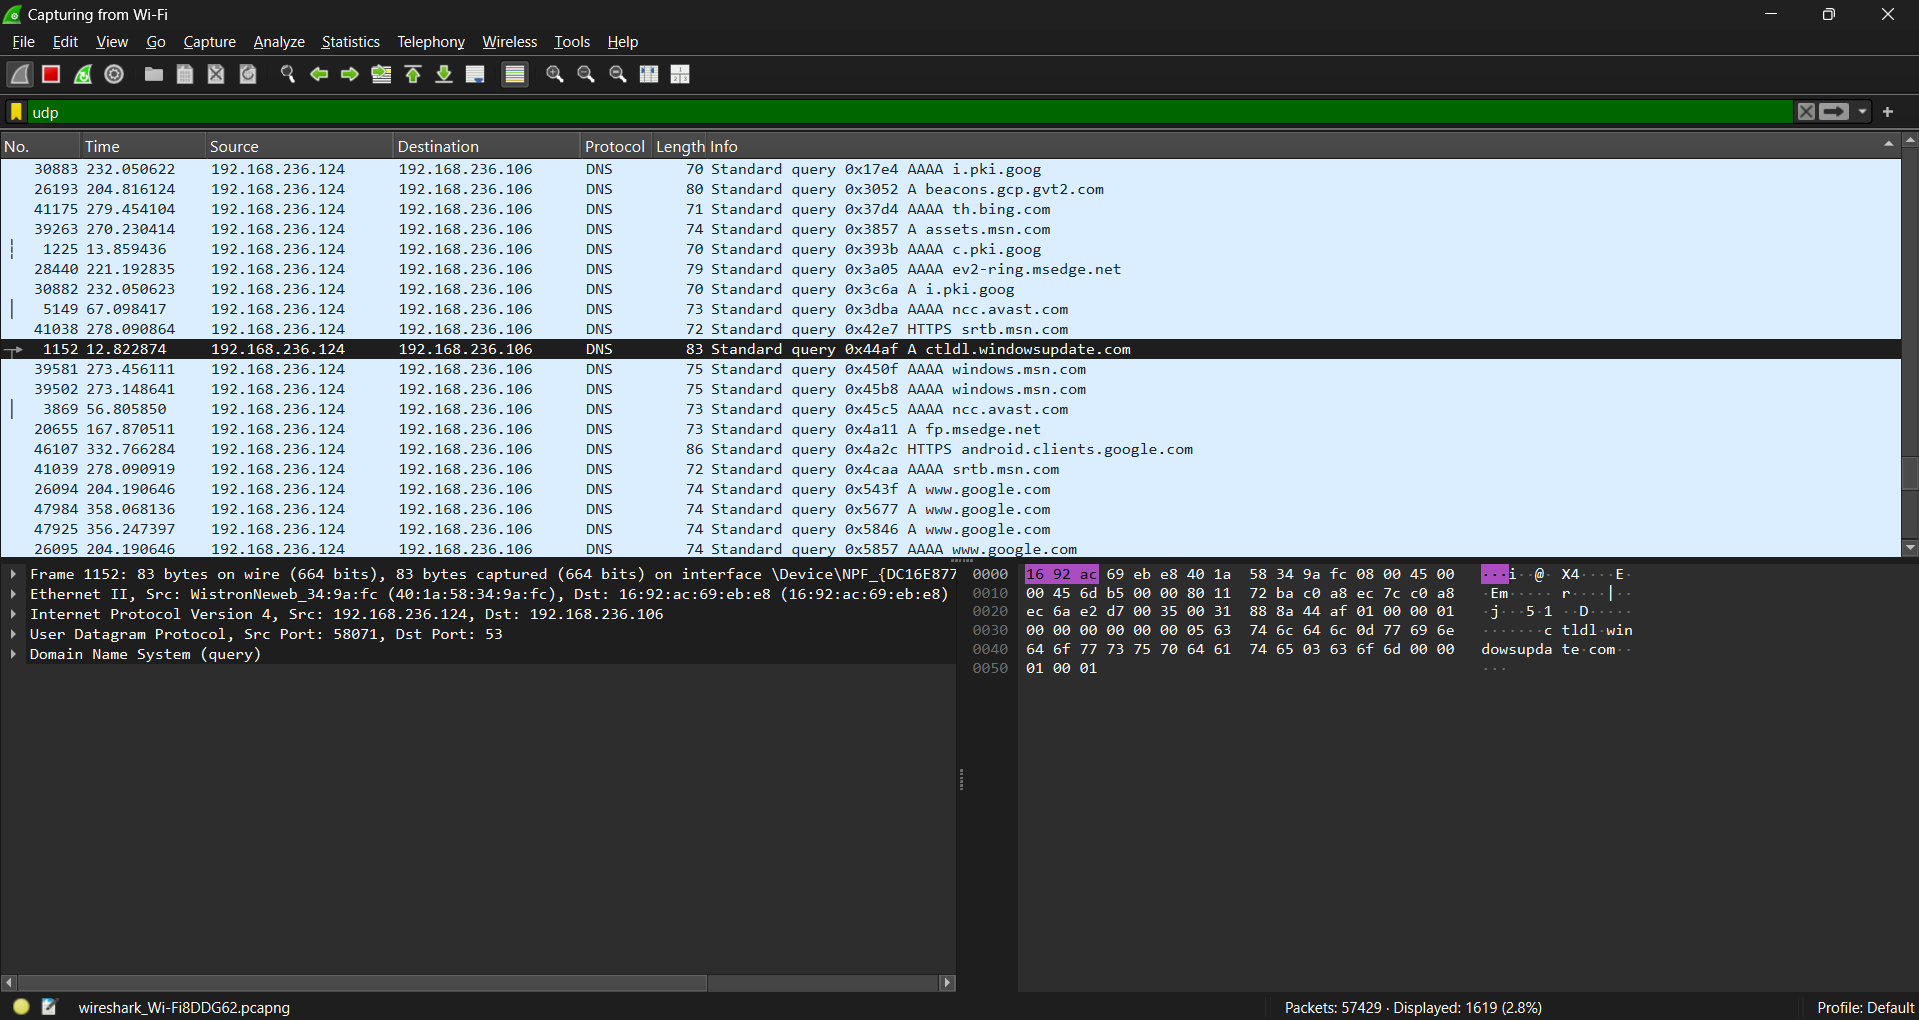 Capturing from Wi-Fi
File Edit View Go Capture Analyze Statistics Telephony Wireless Tools Help
udp
No. Time Source Destination Protocol Length Info
30883 232.050622 192.168.236.124 192.168.236.106 DNS 70 Standard query 0x17e4 AAAA i.pki.goog
26193 204.816124 192.168.236.124 192.168.236.106 DNS 80 Standard query 0x3052 A beacons.gcp.gvt2.com
41175 279.454104 192.168.236.124 192.168.236.106 DNS 71 Standard query 0x37d4 AAAA th.bing.com
39263 270.230414 192.168.236.124 192.168.236.106 DNS 74 Standard query 0x3857 A assets.msn.com
1225 13.859436 192.168.236.124 192.168.236.106 DNS 70 Standard query 0x393b AAAA c.pki.goog
28440 221.192835 192.168.236.124 192.168.236.106 DNS 79 Standard query 0x3a05 AAAA ev2-ring.msedge.net
30882 232.050623 192.168.236.124 192.168.236.106 DNS 70 Standard query 0x3c6a A i.pki.goog
5149 67.098417 192.168.236.124 192.168.236.106 DNS 73 Standard query 0x3dba AAAA ncc.avast.com
41038 278.090864 192.168.236.124 192.168.236.106 DNS 72 Standard query 0x42e7 HTTPS srtb.msn.com
1152 12.822874 192.168.236.124 192.168.236.106 DNS 83 Standard query 0x44af A ctldl.windowsupdate.com
39581 273.456111 192.168.236.124 192.168.236.106 DNS 75 Standard query 0x450f AAAA windows.msn.com
39502 273.148641 192.168.236.124 192.168.236.106 DNS 75 Standard query 0x45b8 AAAA windows.msn.com
3869 56.805850 192.168.236.124 192.168.236.106 DNS 73 Standard query 0x45c5 AAAA ncc.avast.com
20655 167.870511 192.168.236.124 192.168.236.106 DNS 73 Standard query 0x4a11 A fp.msedge.net
46107 332.766284 192.168.236.124 192.168.236.106 DNS 86 Standard query 0x4a2c HTTPS android.clients.google.com
41039 278.090919 192.168.236.124 192.168.236.106 DNS 72 Standard query 0x4caa AAAA srtb.msn.com
26094 204.190646 192.168.236.124 192.168.236.106 DNS 74 Standard query 0x543f A www.google.com
47984 358.068136 192.168.236.124 192.168.236.106 DNS 74 Standard query 0x5677 A www.google.com
47925 356.247397 192.168.236.124 192.168.236.106 DNS 74 Standard query 0x5846 A www.google.com
26095 204.190646 192.168.236.124 192.168.236.106 DNS 74 Standard query 0x5857 AAAA www.google.com
Frame 1152: 83 bytes on wire (664 bits), 83 bytes captured (664 bits) on interface \Device\NPF_{DC16E877
Ethernet II, Src: WistronNeweb_34:9a:fc (40:1a:58:34:9a:fc), Dst: 16:92:ac:69:eb:e8 (16:92:ac:69:eb:e8)
Internet Protocol Version 4, Src: 192.168.236.124, Dst: 192.168.236.106
User Datagram Protocol, Src Port: 58071, Dst Port: 53
Domain Name System (query)
0000 16 92 ac 69 eb e8 40 1a 58 34 9a fc 08 00 45 00 ···i··@· X4····E·
0010 00 45 6d b5 00 00 80 11 72 ba c0 a8 ec 7c c0 a8 ·Em····· r····|··
0020 ec 6a e2 d7 00 35 00 31 88 8a 44 af 01 00 00 01 ·j···5·1 ··D·····
0030 00 00 00 00 00 00 05 63 74 6c 64 6c 0d 77 69 6e ·······c tldl·win
0040 64 6f 77 73 75 70 64 61 74 65 03 63 6f 6d 00 00 dowsupda te·com··
0050 01 00 01 ···
wireshark_Wi-Fi8DDG62.pcapng Packets: 57429 · Displayed: 1619 (2.8%) Profile: Default